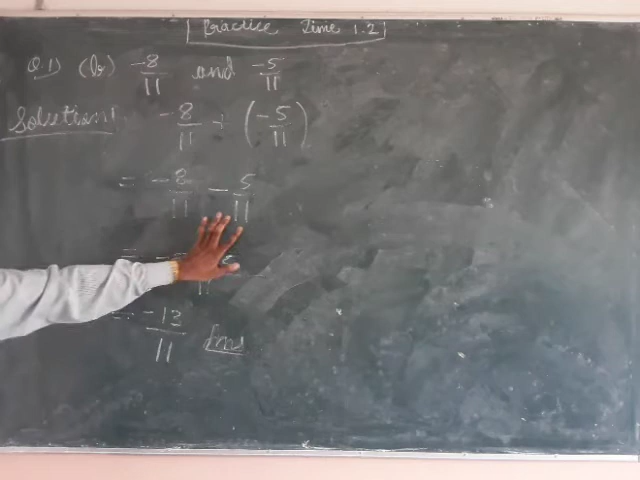 Practice Time 1.2
Q.1) (b) -8/11 and -5/11
Solution: -8/11 + (-5/11)
= -8/11 - 5/11
=
= -13/11 Ans